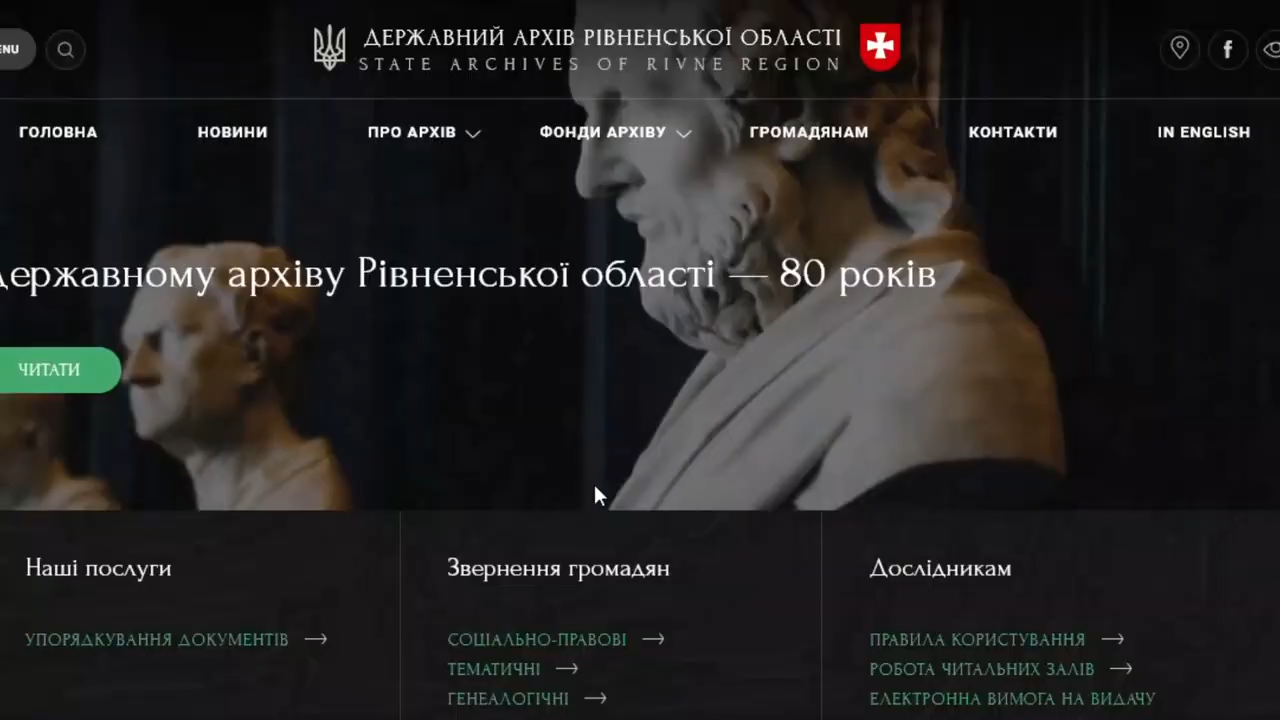 ДЕРЖАВНИЙ АРХІВ РІВНЕНСЬКОЇ ОБЛАСТІ
STATE ARCHIVES OF RIVNE REGION
ГОЛОВНА НОВИНИ ПРО АРХІВ ФОНДИ АРХІВУ ГРОМАДЯНАМ КОНТАКТИ IN ENGLISH
державному архіву Рівненської області — 80 років
ЧИТАТИ
Наші послуги
УПОРЯДКУВАННЯ ДОКУМЕНТІВ
Звернення громадян
СОЦІАЛЬНО-ПРАВОВІ
ТЕМАТИЧНІ
ГЕНЕАЛОГІЧНІ
Дослідникам
ПРАВИЛА КОРИСТУВАННЯ
РОБОТА ЧИТАЛЬНИХ ЗАЛІВ
ЕЛЕКТРОННА ВИМОГА НА ВИДАЧУ